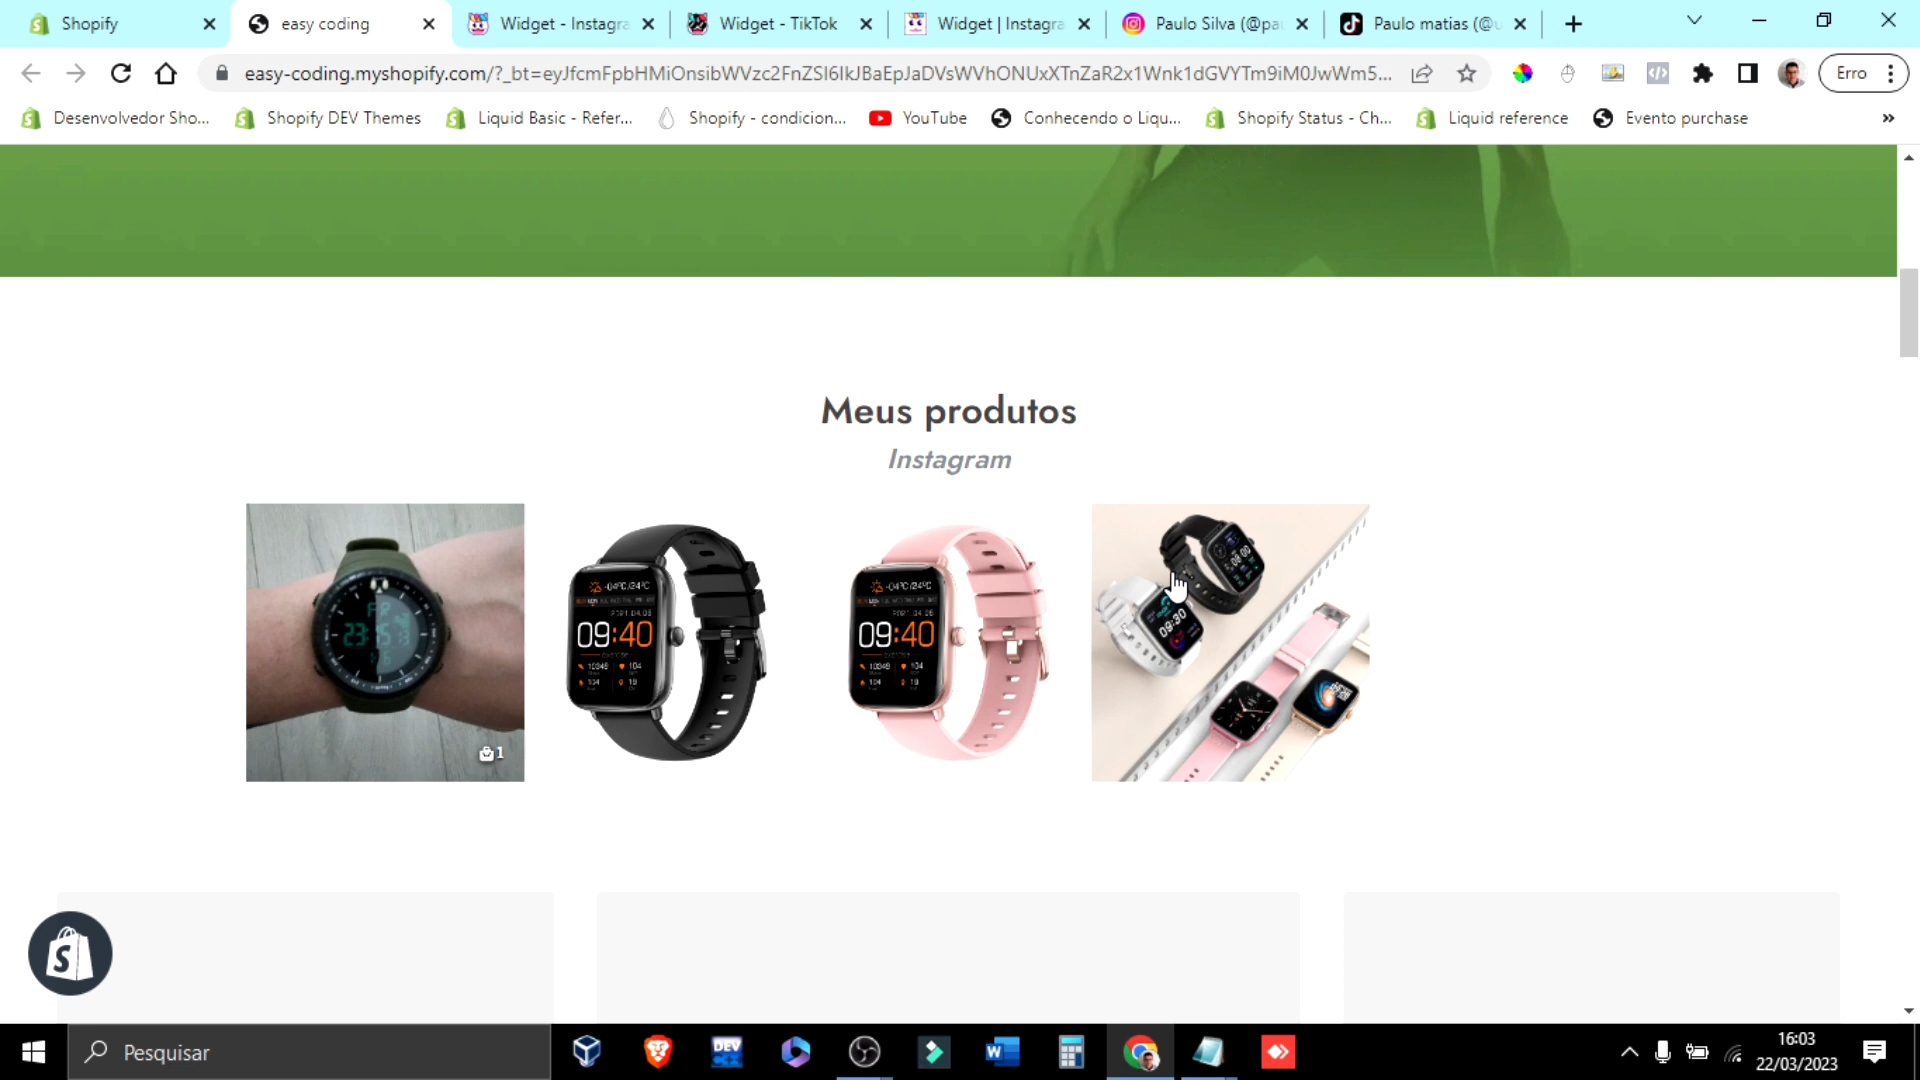 Shopify
easy coding
Widget - Instagra
Widget - TikTok
Widget | Instagra
Paulo Silva (@pa
Paulo matias (@u
easy-coding.myshopify.com/?_bt=eyJfcmFpbHMiOnsibWVzc2FnZSI6IkJBaEpJaDVsWVhONUxXTnZaR2x1Wnk1dGVYTm9iM0JwWm5...
Erro
Desenvolvedor Sho...
Shopify DEV Themes
Liquid Basic - Refer...
Shopify - condicion...
YouTube
Conhecendo o Liqu...
Shopify Status - Ch...
Liquid reference
Evento purchase
»
Meus produtos
Instagram
09:40
09:40
1
Pesquisar
DEV
C++
W
16:03
22/03/2023